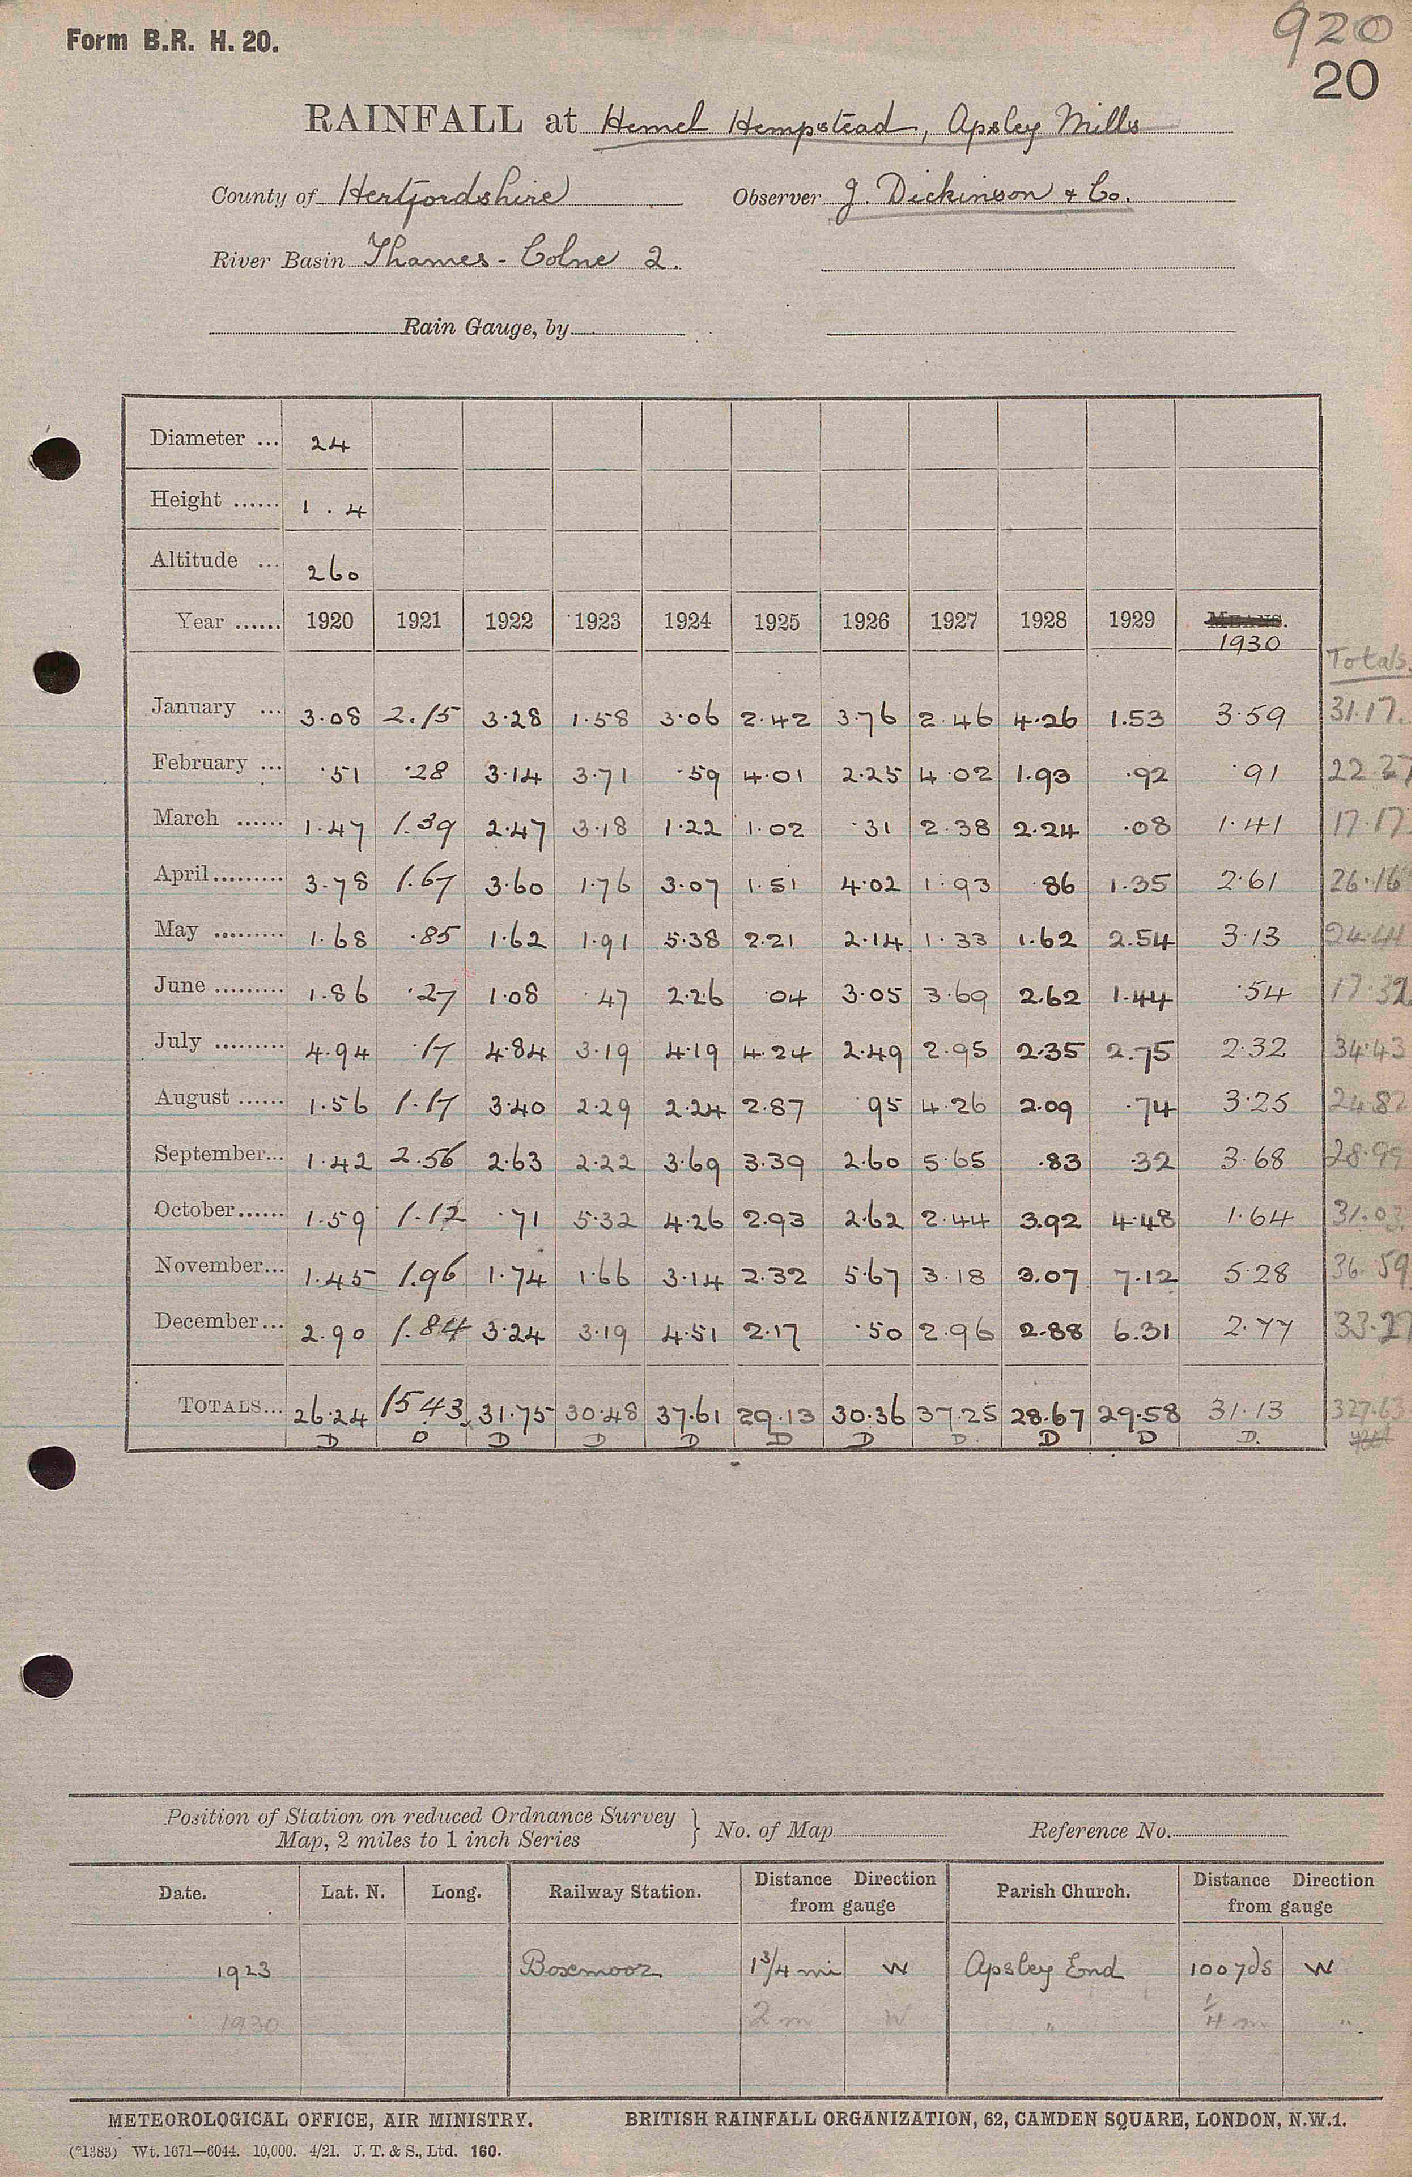 920
Form B.R. H. 20.
20
RAINFALL at Hemel Hempstead, Apsley Mills
County of Hertfordshire Observer J. Dickinson & Co.
River Basin Thames - Colne 2.
Rain Gauge, by
Diameter ... 24
Height ...... 1 . 4
Altitude ... 260
Year ...... 1920 1921 1922 1923 1924 1925 1926 1927 1928 1929 MEANS.
1930
Totals.
January ... 3·08 2.15 3·28 1·58 3·06 2·42 3·76 2·46 4·26 1.53 3·59 31·17.
February ... ·51 ·28 3·14 3·71 ·59 4·01 2·25 4·02 1.93 ·92 ·91 22·27
March ...... 1·47 1.39 2·47 3·18 1·22 1·02 ·31 2·38 2·24 ·08 1·41 17·17
April......... 3·78 1.67 3·60 1·76 3·07 1·51 4·02 1·93 ·86 1·35 2·61 26·16
May ......... 1·68 ·85 1·62 1·91 5·38 2·21 2·14 1·33 1·62 2.54 3·13 24·41
June ......... 1·86 ·27 1·08 ·47 2·26 ·04 3·05 3·69 2·62 1·44 ·54 17·32
July ......... 4·94 ·17 4·84 3·19 4·19 4·24 2·49 2·95 2·35 2·75 2·32 34·43
August ...... 1·56 1·17 3·40 2·29 2·24 2·87 ·95 4·26 2·09 ·74 3·25 24·82
September... 1·42 2·56 2·63 2·22 3·69 3·39 2·60 5·65 ·83 ·32 3·68 28·99
October...... 1·59 1·12 ·71 5·32 4·26 2·93 2·62 2·44 3.92 4·48 1·64 31·03
November... 1·45 1.96 1·74 1·66 3·14 2·32 5·67 3·18 3·07 7·12 5·28 36·59
December... 2·90 1.84 3·24 3·19 4·51 2·17 ·50 2·96 2·88 6.31 2·77 33·27
TOTALS... 26·24 15 43 31·75 30·48 37·61 29·13 30·36 37·25 28·67 29·58 31·13 327·63
D D D D D D D D. D D D.
Position of Station on reduced Ordnance Survey
Map, 2 miles to 1 inch Series } No. of Map Reference No.
Date. Lat. N. Long. Railway Station. Distance Direction from gauge Parish Church. Distance Direction from gauge
1923 Boxmoor 1 3/4 mi W Apsley End 100 yds W
1930 2 m W " 1/4 m "
METEOROLOGICAL OFFICE, AIR MINISTRY. BRITISH RAINFALL ORGANIZATION, 62, CAMDEN SQUARE, LONDON, N.W.1.
(*1383) Wt. 1671—6044. 10,000. 4/21. J. T. & S., Ltd. 160.